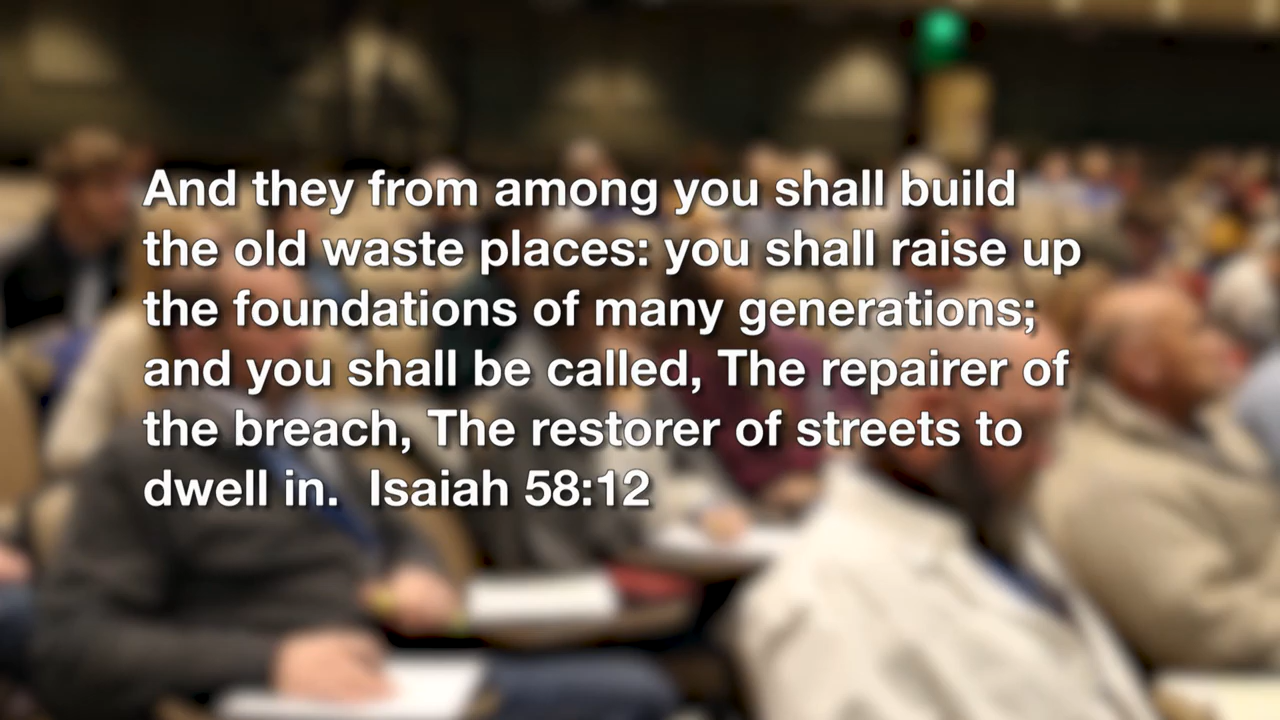 And they from among you shall build
the old waste places: you shall raise up
the foundations of many generations;
and you shall be called, The repairer of
the breach, The restorer of streets to
dwell in.  Isaiah 58:12